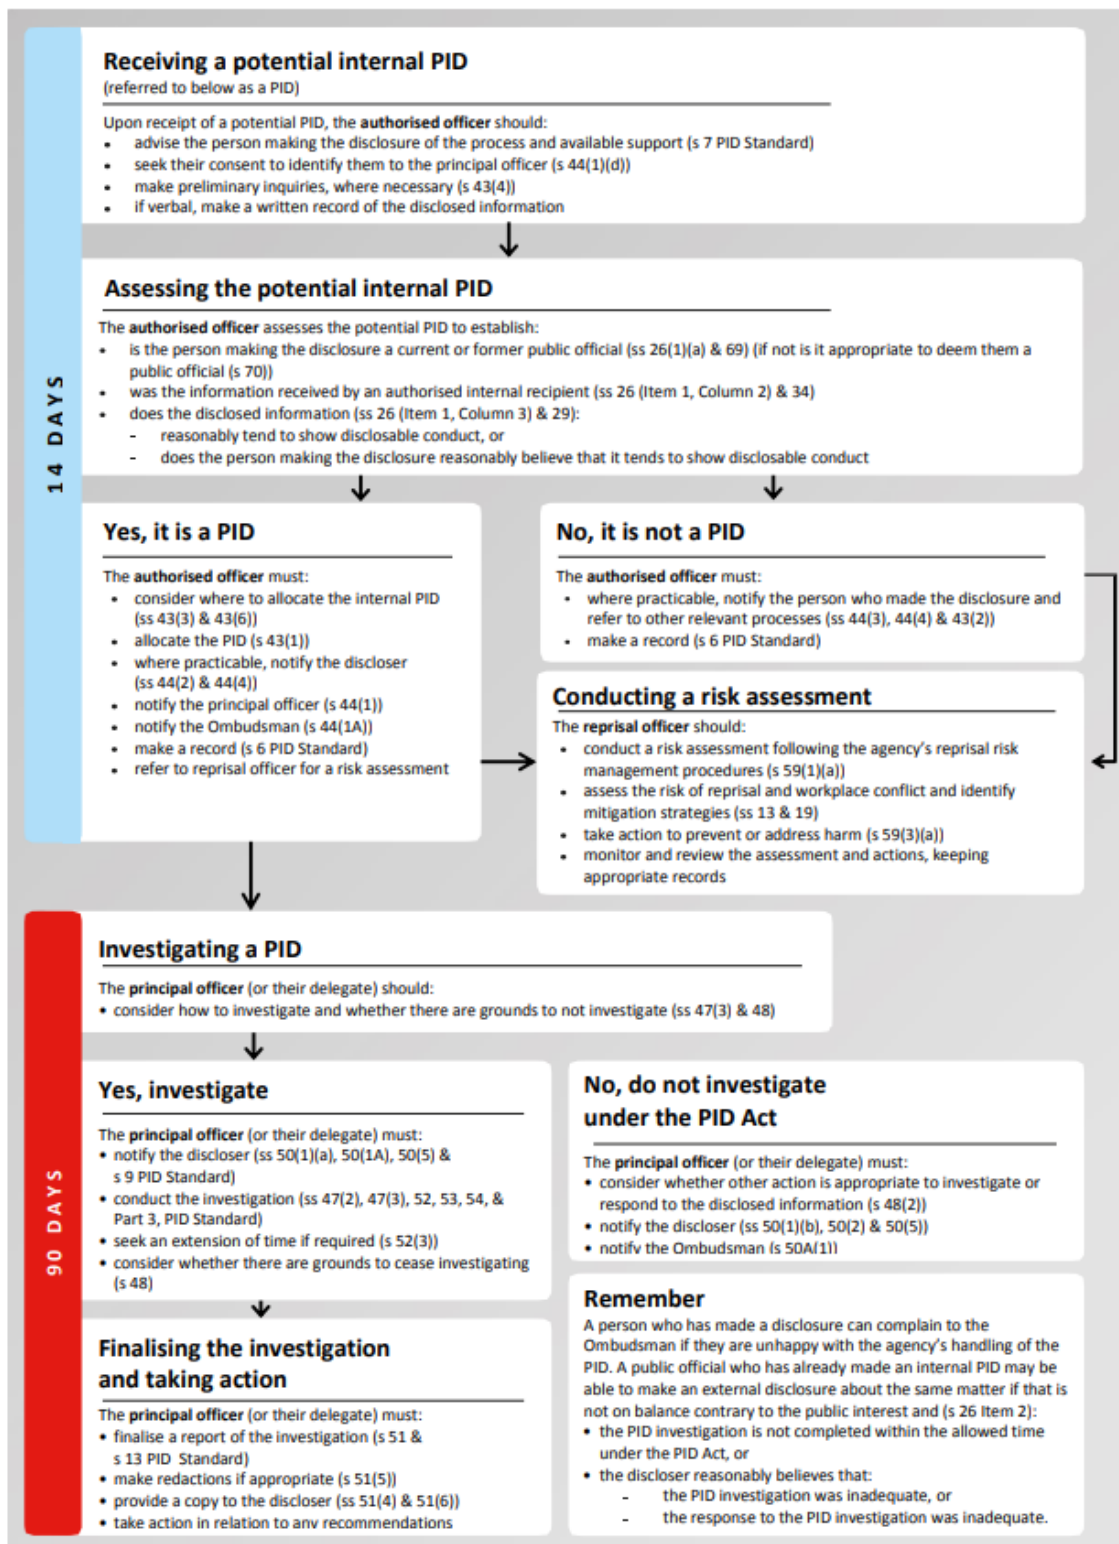 Receiving a potential internal PID
(referred to below as a PID)
Upon receipt of a potential PID, the authorised officer should:
• advise the person making the disclosure of the process and available support (s 7 PID Standard)
• seek their consent to identify them to the principal officer (s 44(1)(d))
• make preliminary inquiries, where necessary (s 43(4))
• if verbal, make a written record of the disclosed information
14 DAYS
Assessing the potential internal PID
The authorised officer assesses the potential PID to establish:
• is the person making the disclosure a current or former public official (ss 26(1)(a) & 69) (if not is it appropriate to deem them a
public official (s 70))
• was the information received by an authorised internal recipient (ss 26 (Item 1, Column 2) & 34)
• does the disclosed information (ss 26 (Item 1, Column 3) & 29):
- reasonably tend to show disclosable conduct, or
- does the person making the disclosure reasonably believe that it tends to show disclosable conduct
Yes, it is a PID
The authorised officer must:
• consider where to allocate the internal PID
(ss 43(3) & 43(6))
• allocate the PID (s 43(1))
• where practicable, notify the discloser
(ss 44(2) & 44(4))
• notify the principal officer (s 44(1))
• notify the Ombudsman (s 44(1A))
• make a record (s 6 PID Standard)
• refer to reprisal officer for a risk assessment
No, it is not a PID
The authorised officer must:
• where practicable, notify the person who made the disclosure and
refer to other relevant processes (ss 44(3), 44(4) & 43(2))
• make a record (s 6 PID Standard)
Conducting a risk assessment
The reprisal officer should:
• conduct a risk assessment following the agency's reprisal risk
management procedures (s 59(1)(a))
• assess the risk of reprisal and workplace conflict and identify
mitigation strategies (ss 13 & 19)
• take action to prevent or address harm (s 59(3)(a))
• monitor and review the assessment and actions, keeping
appropriate records
90 DAYS
Investigating a PID
The principal officer (or their delegate) should:
• consider how to investigate and whether there are grounds to not investigate (ss 47(3) & 48)
Yes, investigate
The principal officer (or their delegate) must:
• notify the discloser (ss 50(1)(a), 50(1A), 50(5) &
s 9 PID Standard)
• conduct the investigation (ss 47(2), 47(3), 52, 53, 54, &
Part 3, PID Standard)
• seek an extension of time if required (s 52(3))
• consider whether there are grounds to cease investigating
(s 48)
Finalising the investigation
and taking action
The principal officer (or their delegate) must:
• finalise a report of the investigation (s 51 &
s 13 PID Standard)
• make redactions if appropriate (s 51(5))
• provide a copy to the discloser (ss 51(4) & 51(6))
• take action in relation to any recommendations
No, do not investigate
under the PID Act
The principal officer (or their delegate) must:
• consider whether other action is appropriate to investigate or
respond to the disclosed information (s 48(2))
• notify the discloser (ss 50(1)(b), 50(2) & 50(5))
• notify the Ombudsman (s 50A(1))
Remember
A person who has made a disclosure can complain to the
Ombudsman if they are unhappy with the agency's handling of the
PID. A public official who has already made an internal PID may be
able to make an external disclosure about the same matter if that is
not on balance contrary to the public interest and (s 26 Item 2):
• the PID investigation is not completed within the allowed time
under the PID Act, or
• the discloser reasonably believes that:
- the PID investigation was inadequate, or
- the response to the PID investigation was inadequate.